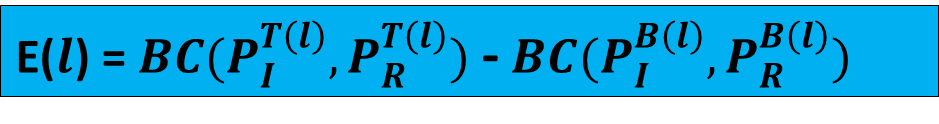 E(l) = BC(P_I^{T(l)}, P_R^{T(l)}) - BC(P_I^{B(l)}, P_R^{B(l)})